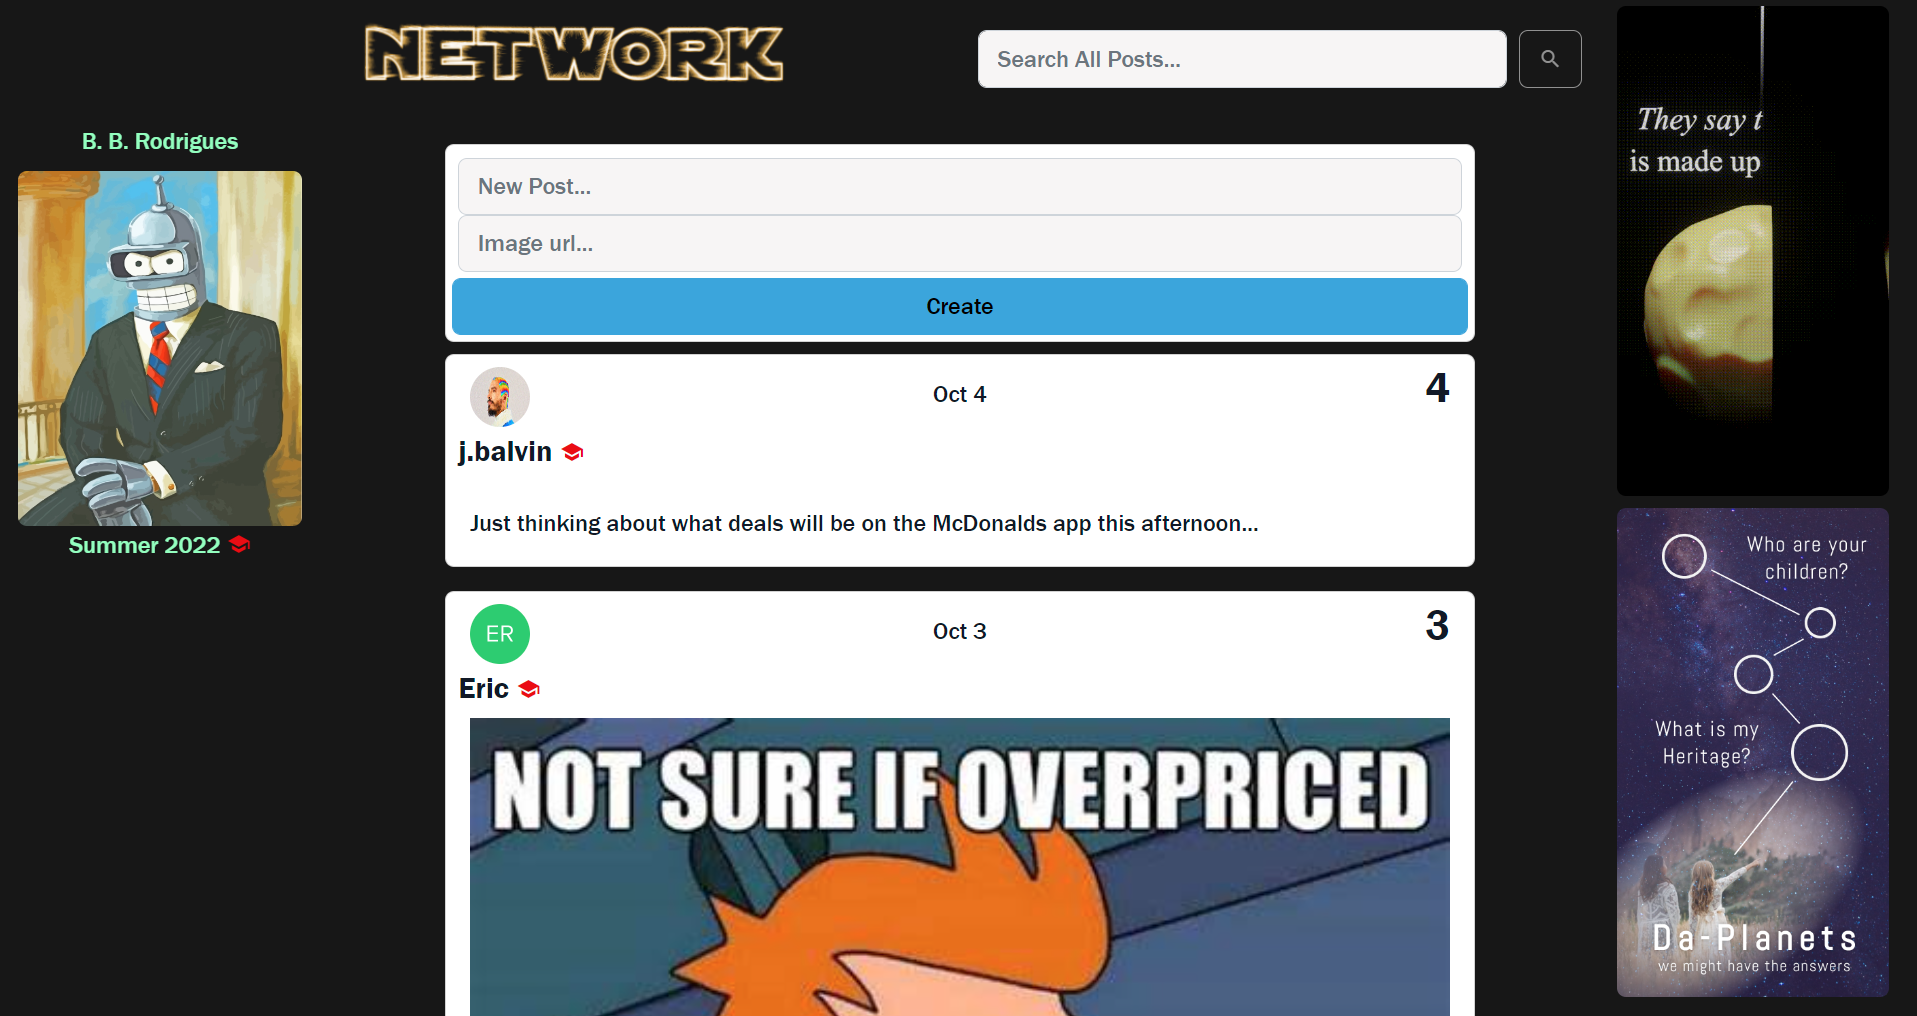 NETWORK
Search All Posts...
B. B. Rodrigues
Summer 2022
New Post...
Image url...
Create
Oct 4
4
j.balvin
Just thinking about what deals will be on the McDonalds app this afternoon...
ER
Oct 3
3
Eric
NOT SURE IF OVERPRICED
They say t
is made up
Who are your
children?
What is my
Heritage?
Da-Planets
we might have the answers